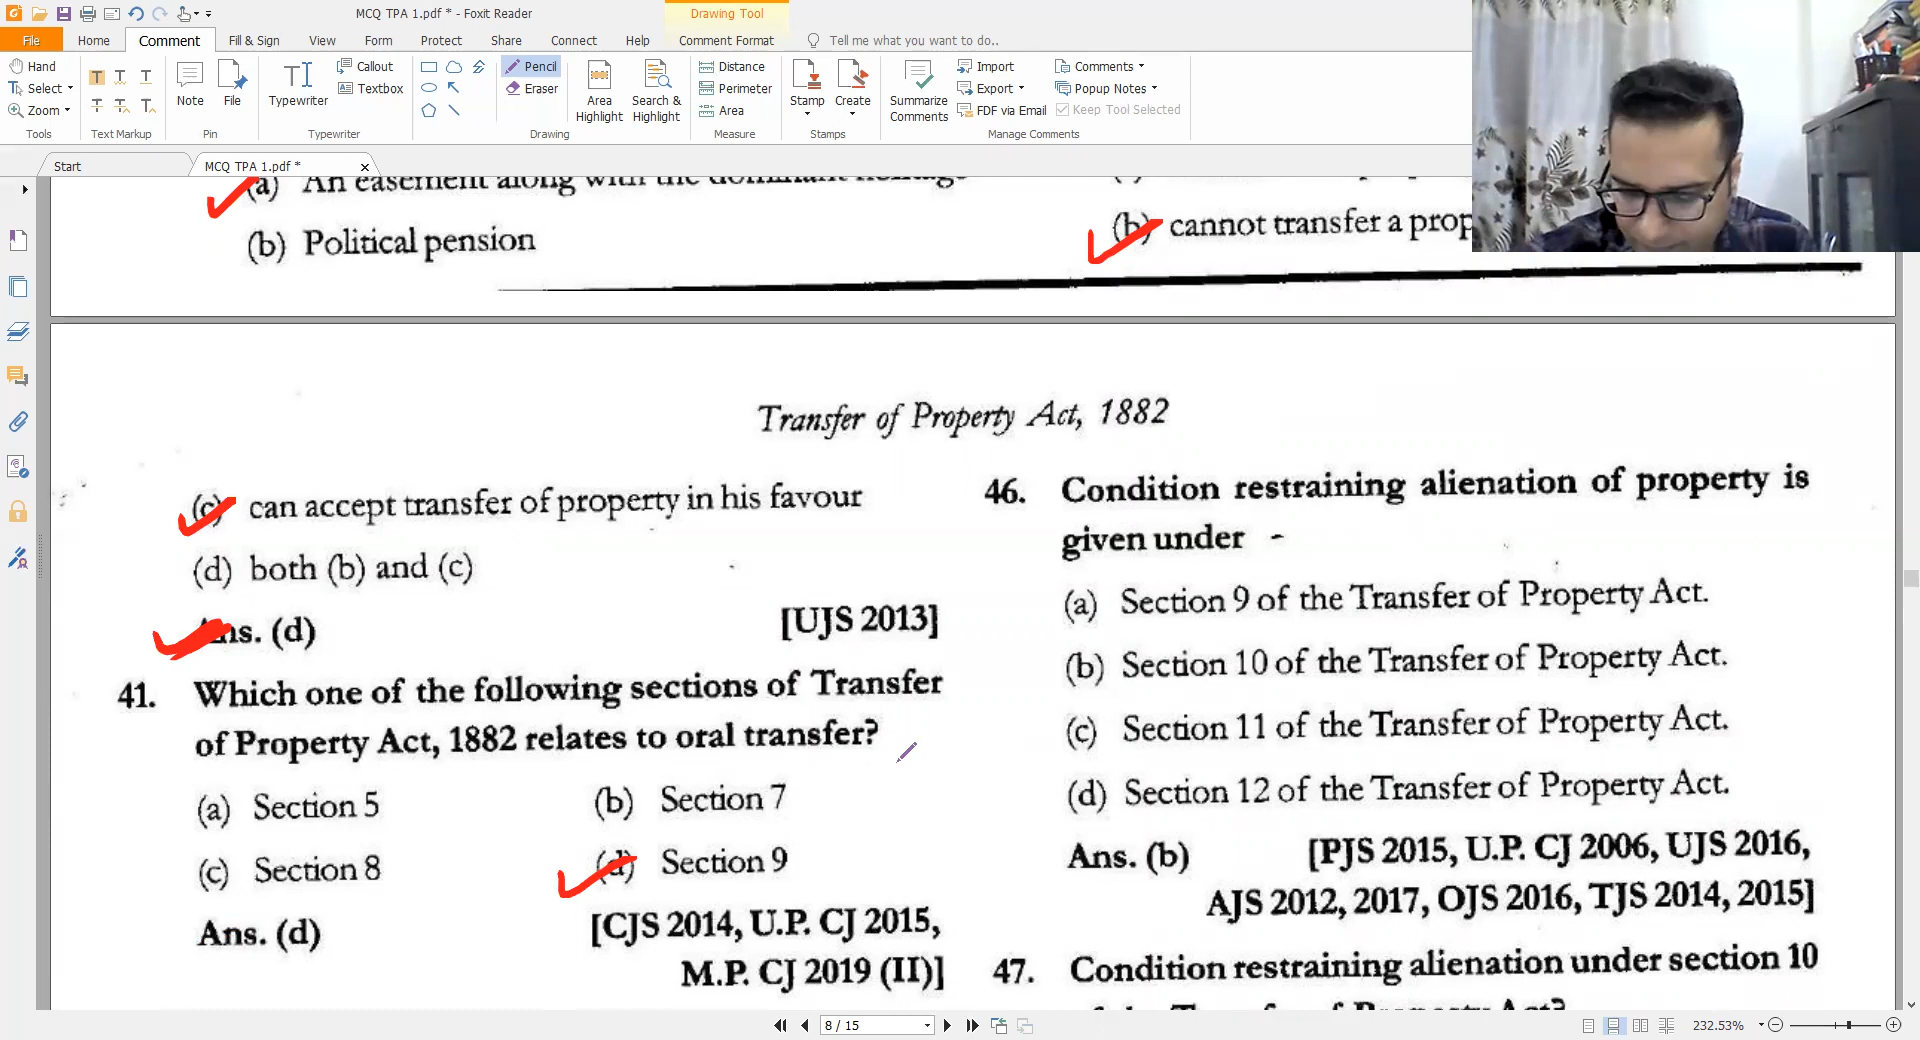 MCQ TPA 1.pdf * - Foxit Reader
Drawing Tool
File
Home
Comment
Fill & Sign
View
Form
Protect
Share
Connect
Help
Comment Format
Tell me what you want to do..
Hand
Select
Zoom
Tools
Text Markup
Note
File
Pin
Typewriter
Callout
Textbox
Typewriter
Pencil
Eraser
Area Highlight
Search & Highlight
Drawing
Distance
Perimeter
Area
Measure
Stamp
Create
Stamps
Summarize Comments
Import
Export
FDF via Email
Comments
Popup Notes
Keep Tool Selected
Manage Comments
Start
MCQ TPA 1.pdf *
(a) An easement along with the dominant heritage
(b) Political pension
(b) cannot transfer a prop
Transfer of Property Act, 1882
(c) can accept transfer of property in his favour
(d) both (b) and (c)
Ans. (d) [UJS 2013]
41. Which one of the following sections of Transfer
of Property Act, 1882 relates to oral transfer?
(a) Section 5 (b) Section 7
(c) Section 8 (d) Section 9
Ans. (d) [CJS 2014, U.P. CJ 2015,
M.P. CJ 2019 (II)]
46. Condition restraining alienation of property is
given under -
(a) Section 9 of the Transfer of Property Act.
(b) Section 10 of the Transfer of Property Act.
(c) Section 11 of the Transfer of Property Act.
(d) Section 12 of the Transfer of Property Act.
Ans. (b) [PJS 2015, U.P. CJ 2006, UJS 2016,
AJS 2012, 2017, OJS 2016, TJS 2014, 2015]
47. Condition restraining alienation under section 10
8 / 15
232.53%